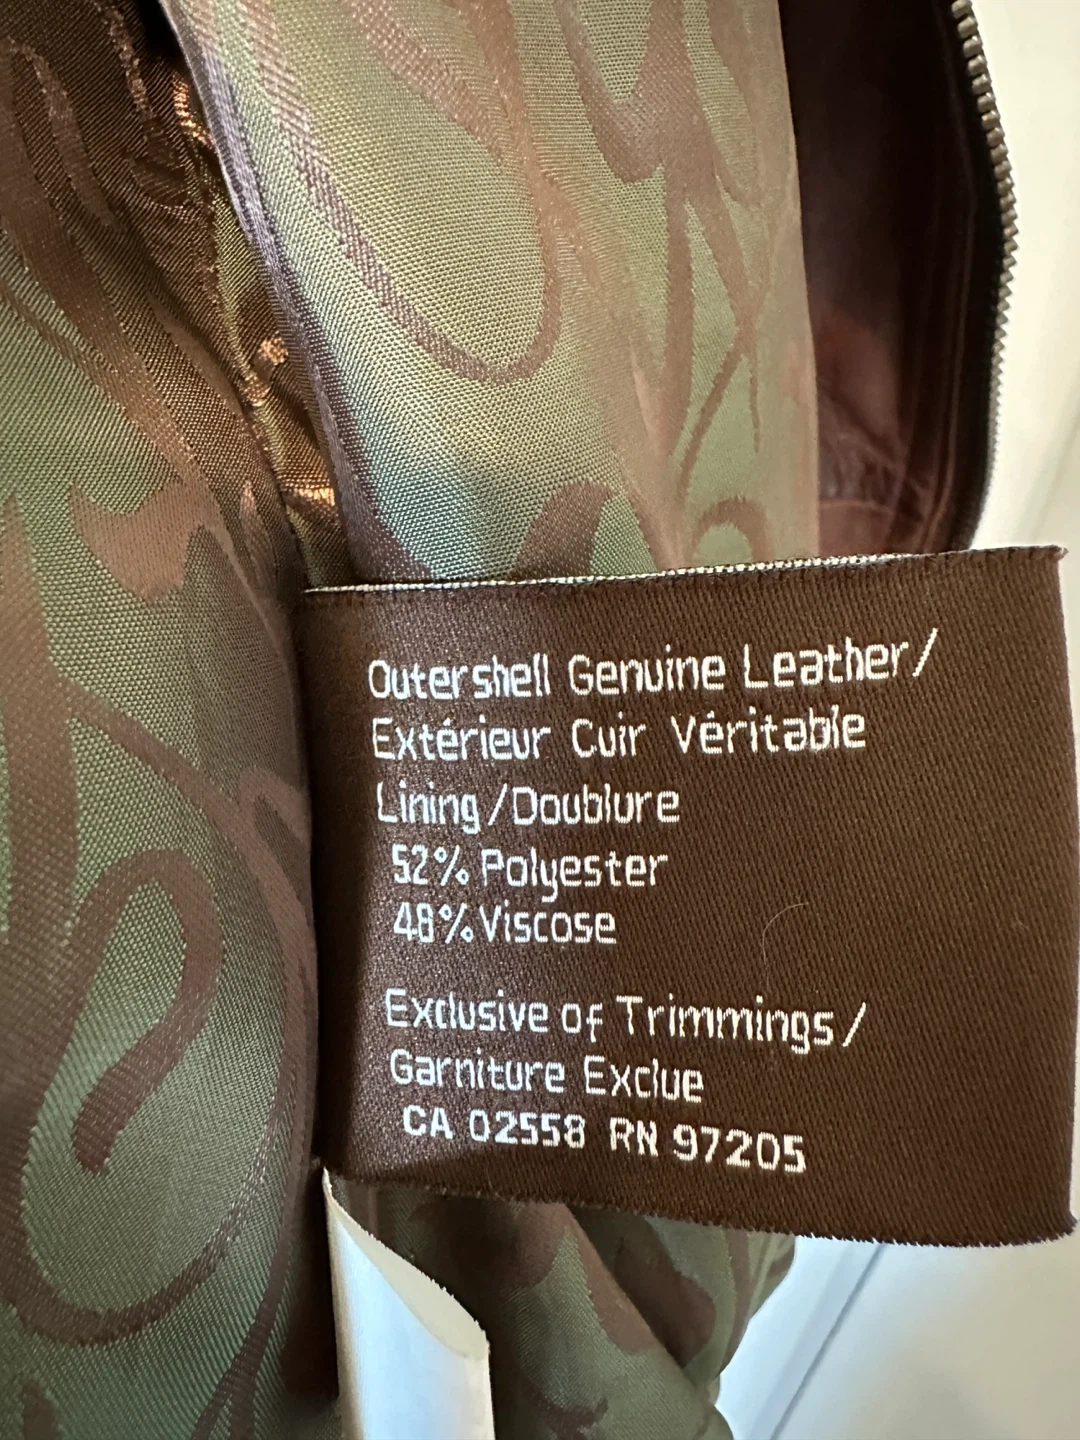 Outershell Genuine Leather/
Extérieur Cuir Véritable
Lining/Doublure
52% Polyester
48% Viscose
Exclusive of Trimmings/
Garniture Exclue
CA 02558 RN 97205